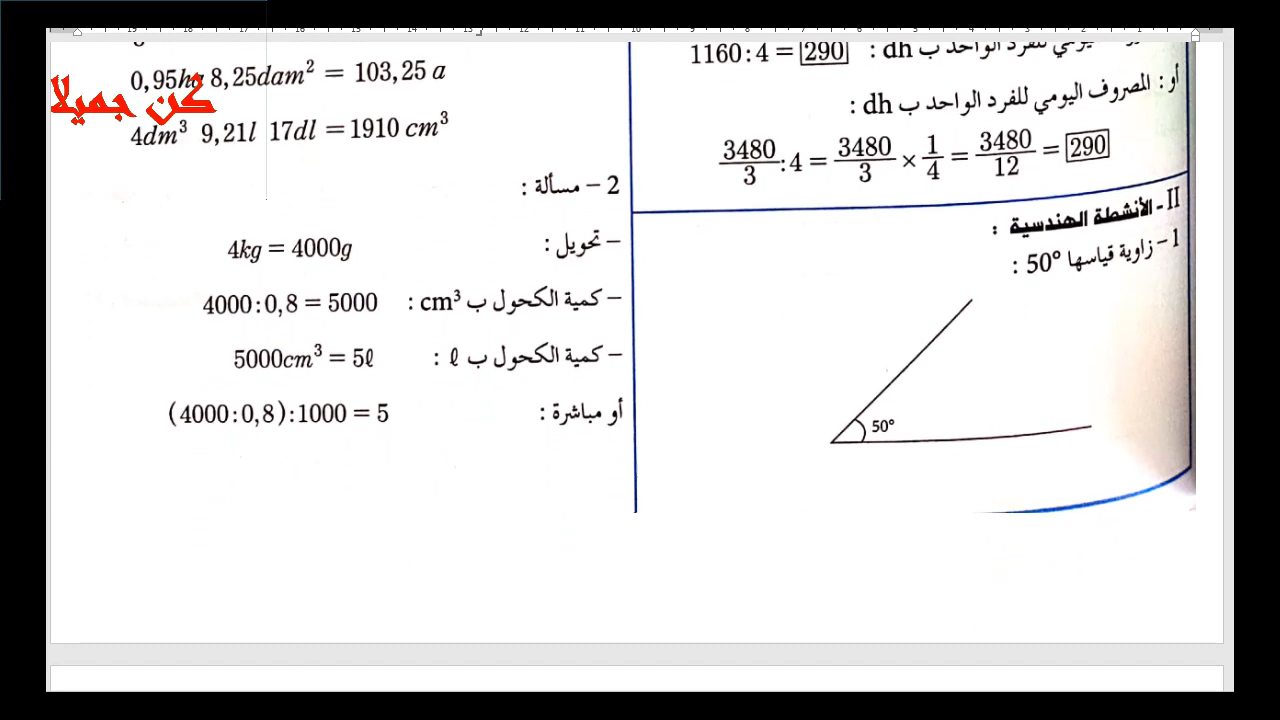 1160 : 4 = 290 : dh يومي للفرد الواحد ب
أو : المصروف اليومي للفرد الواحد ب dh :
3480/3 : 4 = 3480/3 × 1/4 = 3480/12 = 290
II - الأنشطة الهندسية :
1 - زاوية قياسها 50° :
50°
كن جميلا
0,95ha 8,25dam² = 103,25 a
4dm³ 9,21l 17dl = 1910 cm³
2 - مسألة :
- تحويل : 4kg = 4000g
- كمية الكحول ب cm³ : 4000 : 0,8 = 5000
- كمية الكحول ب ℓ : 5000cm³ = 5ℓ
أو مباشرة : (4000 : 0,8) : 1000 = 5